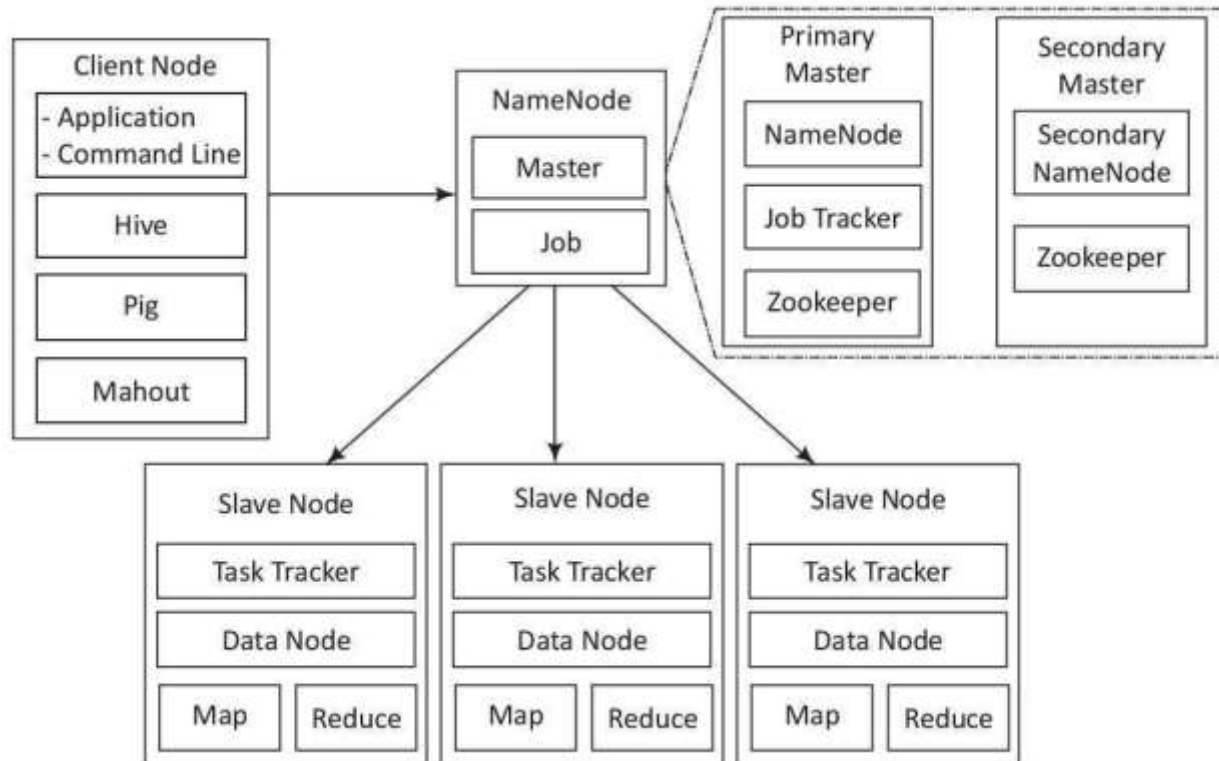 Client Node
- Application
- Command Line
Hive
Pig
Mahout
NameNode
Master
Job
Primary
Master
NameNode
Job Tracker
Zookeeper
Secondary
Master
Secondary
NameNode
Zookeeper
Slave Node
Task Tracker
Data Node
Map
Reduce
Slave Node
Task Tracker
Data Node
Map
Reduce
Slave Node
Task Tracker
Data Node
Map
Reduce